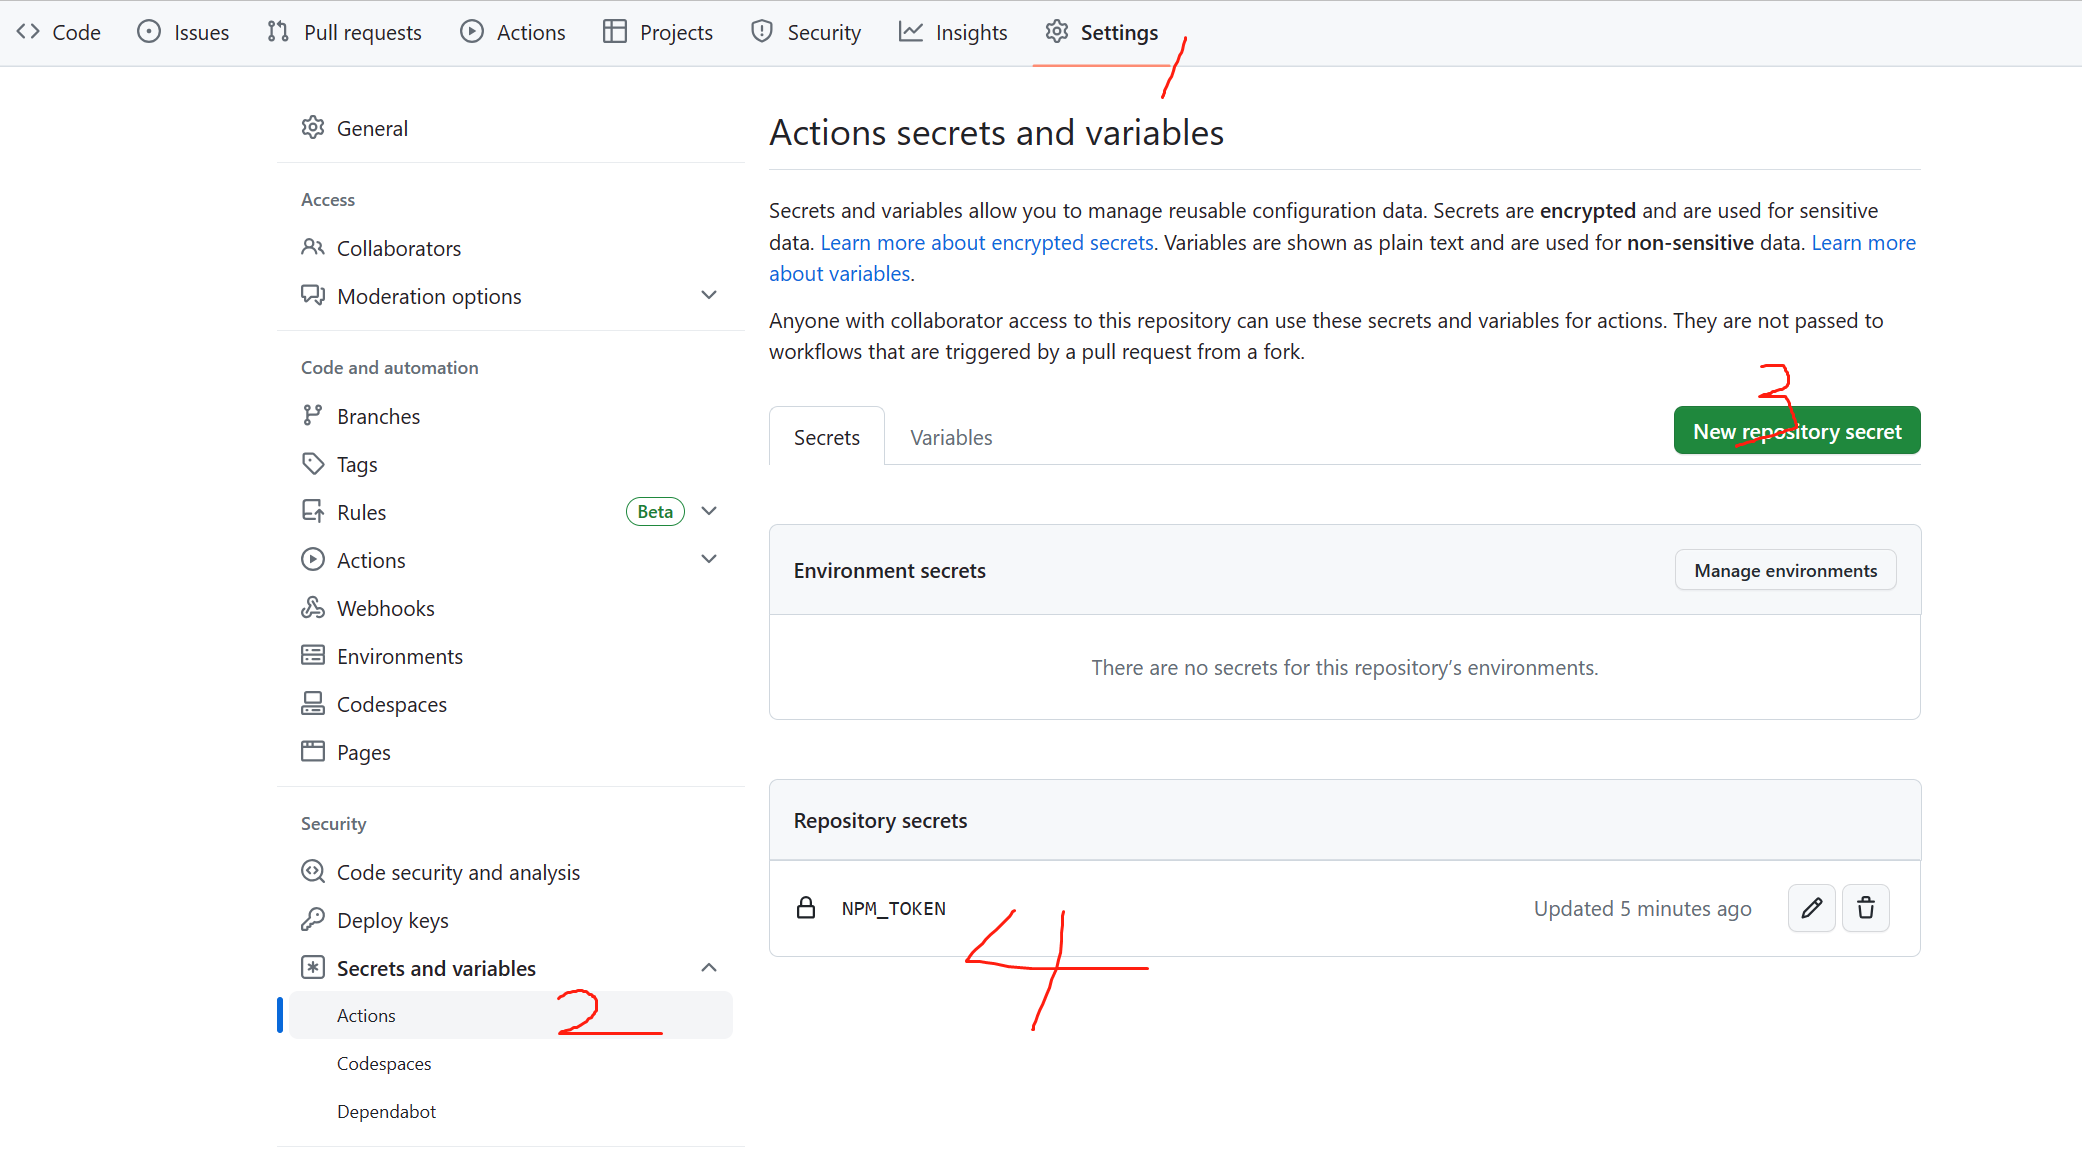 Code Issues Pull requests Actions Projects Security Insights Settings
1
General
Access
Collaborators
Moderation options
Code and automation
Branches
Tags
Rules Beta
Actions
Webhooks
Environments
Codespaces
Pages
Security
Code security and analysis
Deploy keys
Secrets and variables
Actions 2
Codespaces
Dependabot
Actions secrets and variables
Secrets and variables allow you to manage reusable configuration data. Secrets are encrypted and are used for sensitive
data. Learn more about encrypted secrets. Variables are shown as plain text and are used for non-sensitive data. Learn more
about variables.
Anyone with collaborator access to this repository can use these secrets and variables for actions. They are not passed to
workflows that are triggered by a pull request from a fork.
3
Secrets Variables New repository secret
Environment secrets Manage environments
There are no secrets for this repository’s environments.
Repository secrets
NPM_TOKEN Updated 5 minutes ago
4